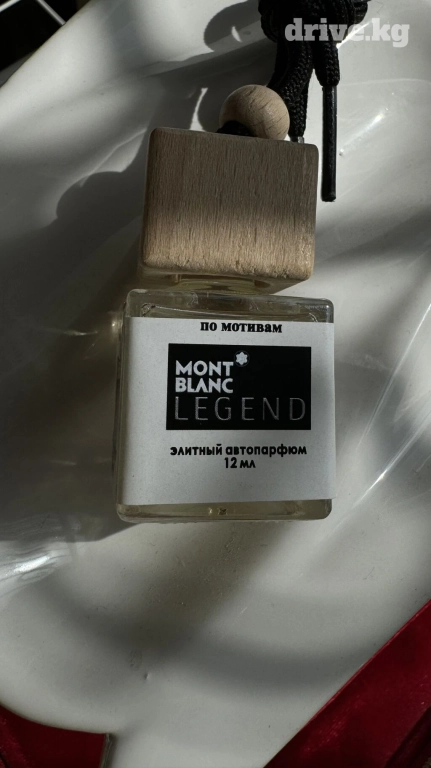 drive.kg
по мотивам
MONT
BLANC
LEGEND
элитный автопарфюм
12 мл